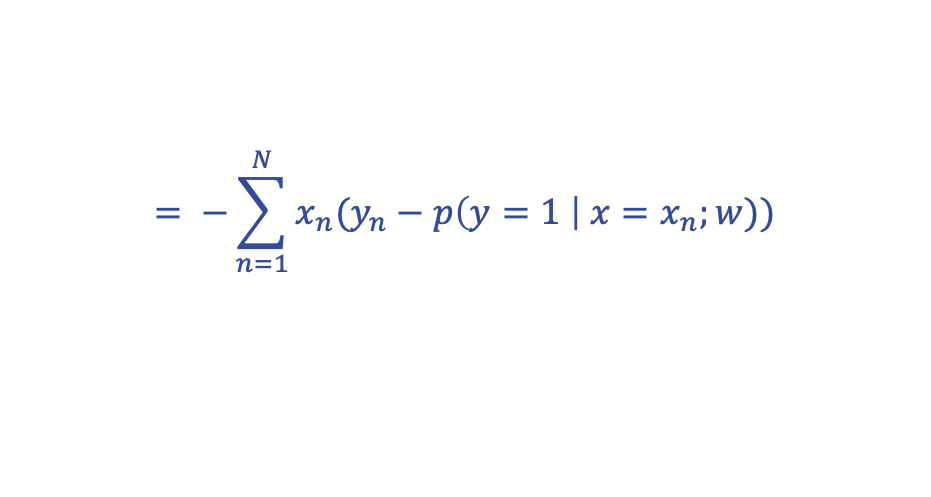 = − ∑_{n=1}^{N} x_n(y_n − p(y = 1 | x = x_n; w))